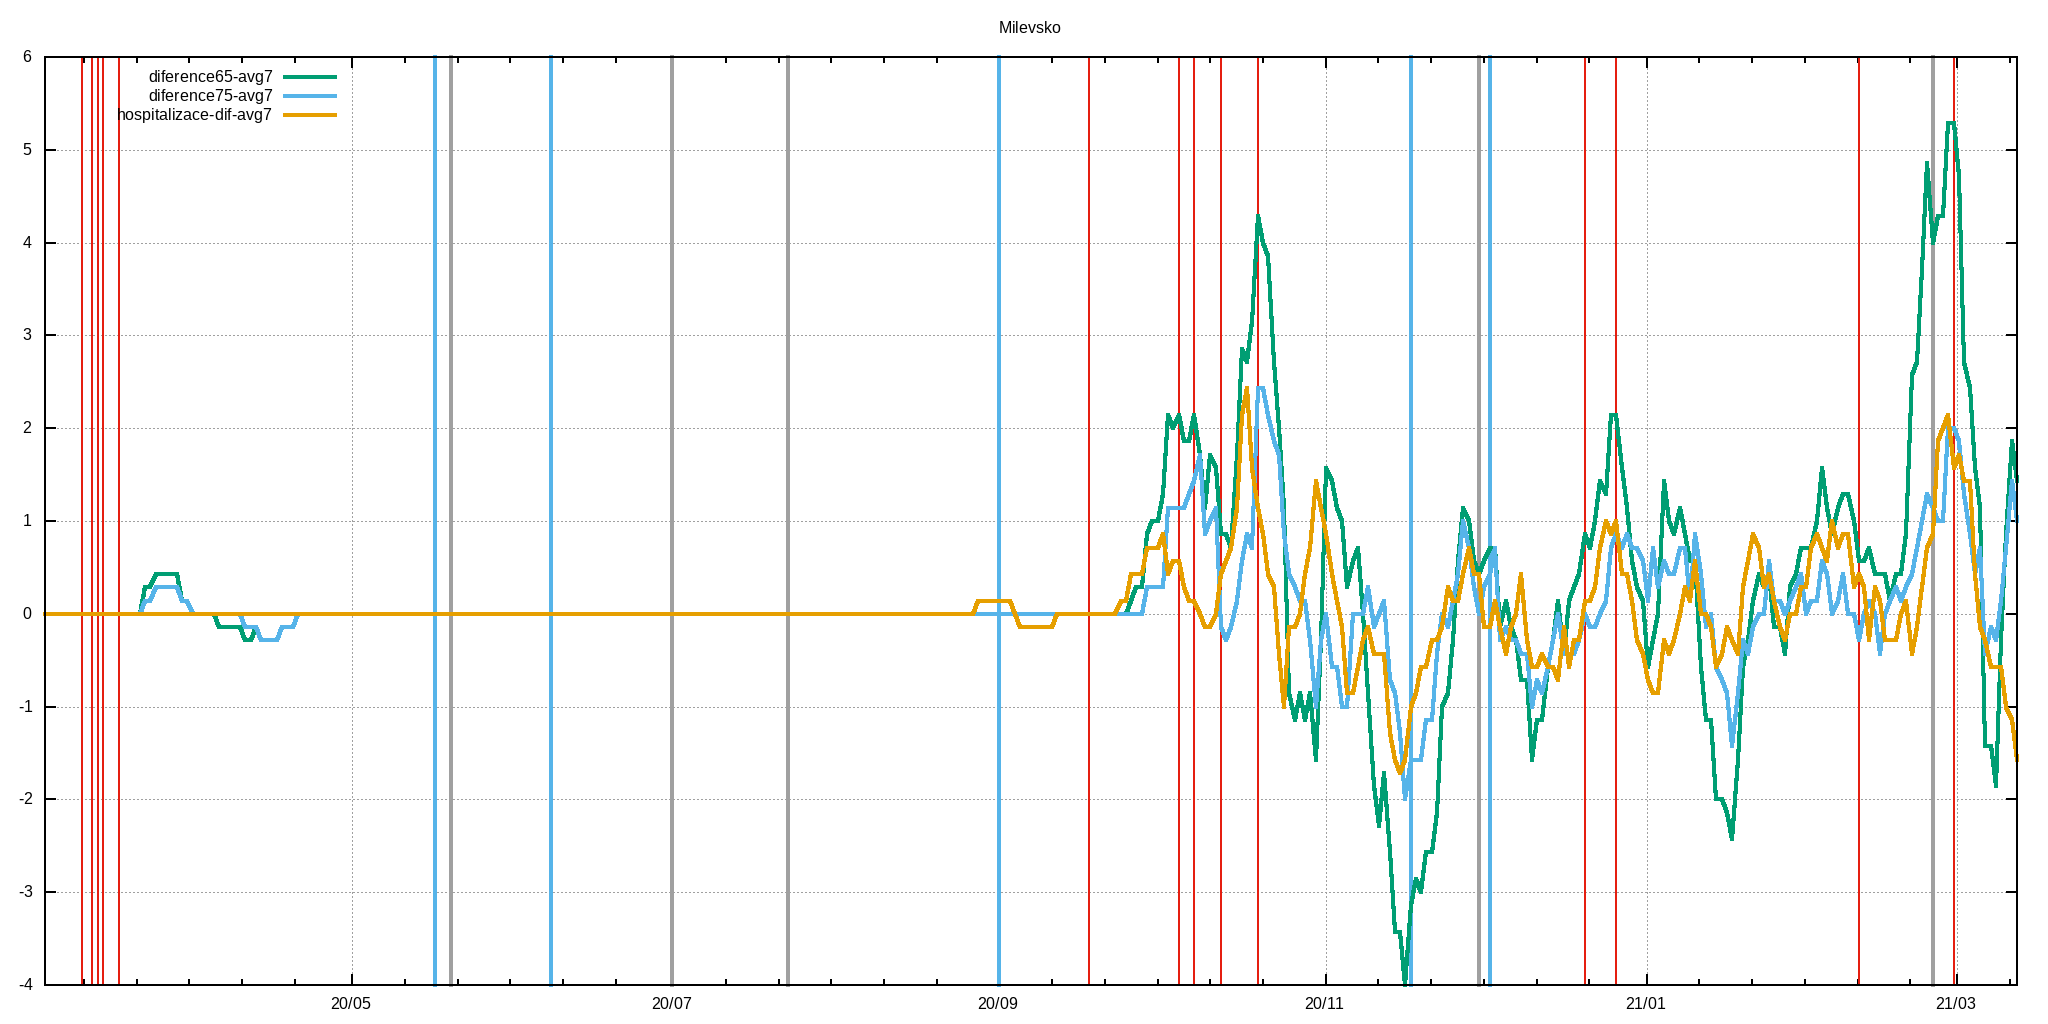 Milevsko
6
diference65-avg7
diference75-avg7
hospitalizace-dif-avg7
5
4
3
2
1
0
-1
-2
-3
-4
20/05 20/07 20/09 20/11 21/01 21/03